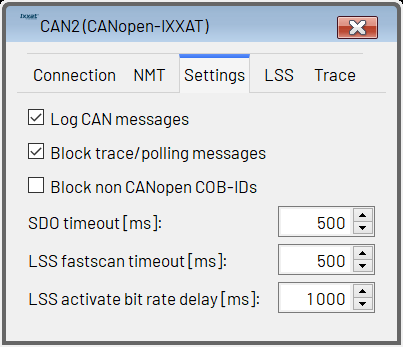 IXXAT
CAN2 (CANopen-IXXAT)
Connection NMT Settings LSS Trace
Log CAN messages
Block trace/polling messages
Block non CANopen COB-IDs
SDO timeout [ms]: 500
LSS fastscan timeout [ms]: 500
LSS activate bit rate delay [ms]: 1000